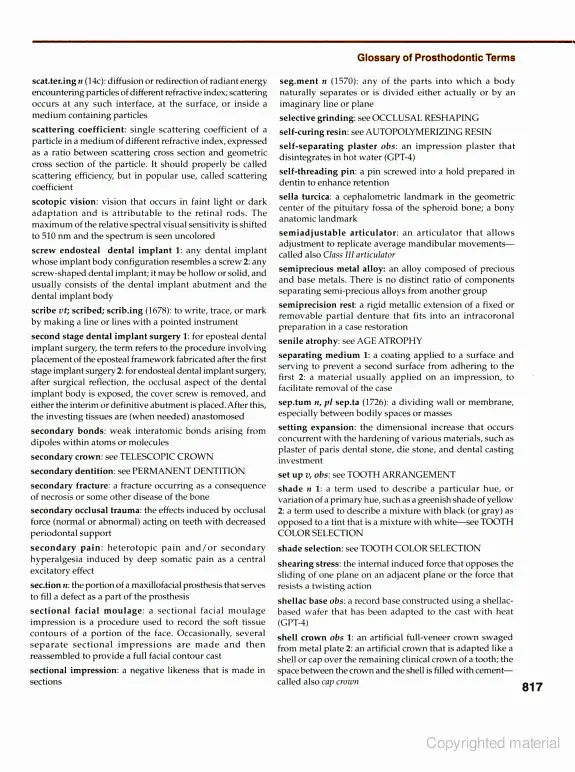 Glossary of Prosthodontic Terms
scat.ter.ing n (14c): diffusion or redirection of radiant energy
encountering particles of different refractive index; scattering
occurs at any such interface, at the surface, or inside a
medium containing particles
scattering coefficient: single scattering coefficient of a
particle in a medium of different refractive index, expressed
as a ratio between scattering cross section and geometric
cross section of the particle. It should properly be called
scattering efficiency, but in popular use, called scattering
coefficient
scotopic vision: vision that occurs in faint light or dark
adaptation and is attributable to the retinal rods. The
maximum of the relative spectral visual sensitivity is shifted
to 510 nm and the spectrum is seen uncolored
screw endosteal dental implant 1: any dental implant
whose implant body configuration resembles a screw 2: any
screw-shaped dental implant; it may be hollow or solid, and
usually consists of the dental implant abutment and the
dental implant body
scribe vt; scribed; scrib.ing (1678): to write, trace, or mark
by making a line or lines with a pointed instrument
second stage dental implant surgery 1: for eposteal dental
implant surgery, the term refers to the procedure involving
placement of the eposteal framework fabricated after the first
stage implant surgery 2: for endosteal dental implant surgery,
after surgical reflection, the occlusal aspect of the dental
implant body is exposed, the cover screw is removed, and
either the interim or definitive abutment is placed. After this,
the investing tissues are (when needed) anastomosed
secondary bonds: weak interatomic bonds arising from
dipoles within atoms or molecules
secondary crown: see TELESCOPIC CROWN
secondary dentition: see PERMANENT DENTITION
secondary fracture: a fracture occurring as a consequence
of necrosis or some other disease of the bone
secondary occlusal trauma: the effects induced by occlusal
force (normal or abnormal) acting on teeth with decreased
periodontal support
secondary pain: heterotopic pain and/or secondary
hyperalgesia induced by deep somatic pain as a central
excitatory effect
sec.tion n: the portion of a maxillofacial prosthesis that serves
to fill a defect as a part of the prosthesis
sectional facial moulage: a sectional facial moulage
impression is a procedure used to record the soft tissue
contours of a portion of the face. Occasionally, several
separate sectional impressions are made and then
reassembled to provide a full facial contour cast
sectional impression: a negative likeness that is made in
sections
seg.ment n (1570): any of the parts into which a body
naturally separates or is divided either actually or by an
imaginary line or plane
selective grinding: see OCCLUSAL RESHAPING
self-curing resin: see AUTOPOLYMERIZING RESIN
self-separating plaster obs: an impression plaster that
disintegrates in hot water (GPT-4)
self-threading pin: a pin screwed into a hold prepared in
dentin to enhance retention
sella turcica: a cephalometric landmark in the geometric
center of the pituitary fossa of the spheroid bone; a bony
anatomic landmark
semiadjustable articulator: an articulator that allows
adjustment to replicate average mandibular movements—
called also Class III articulator
semiprecious metal alloy: an alloy composed of precious
and base metals. There is no distinct ratio of components
separating semi-precious alloys from another group
semiprecision rest: a rigid metallic extension of a fixed or
removable partial denture that fits into an intracoronal
preparation in a case restoration
senile atrophy: see AGE ATROPHY
separating medium 1: a coating applied to a surface and
serving to prevent a second surface from adhering to the
first 2: a material usually applied on an impression, to
facilitate removal of the case
sep.tum n, pl sep.ta (1726): a dividing wall or membrane,
especially between bodily spaces or masses
setting expansion: the dimensional increase that occurs
concurrent with the hardening of various materials, such as
plaster of paris dental stone, die stone, and dental casting
investment
set up v, obs: see TOOTH ARRANGEMENT
shade n 1: a term used to describe a particular hue, or
variation of a primary hue, such as a greenish shade of yellow
2: a term used to describe a mixture with black (or gray) as
opposed to a tint that is a mixture with white—see TOOTH
COLOR SELECTION
shade selection: see TOOTH COLOR SELECTION
shearing stress: the internal induced force that opposes the
sliding of one plane on an adjacent plane or the force that
resists a twisting action
shellac base obs: a record base constructed using a shellac-
based wafer that has been adapted to the cast with heat
(GPT-4)
shell crown obs 1: an artificial full-veneer crown swaged
from metal plate 2: an artificial crown that is adapted like a
shell or cap over the remaining clinical crown of a tooth; the
space between the crown and the shell is filled with cement—
called also cap crown
817
Copyrighted material